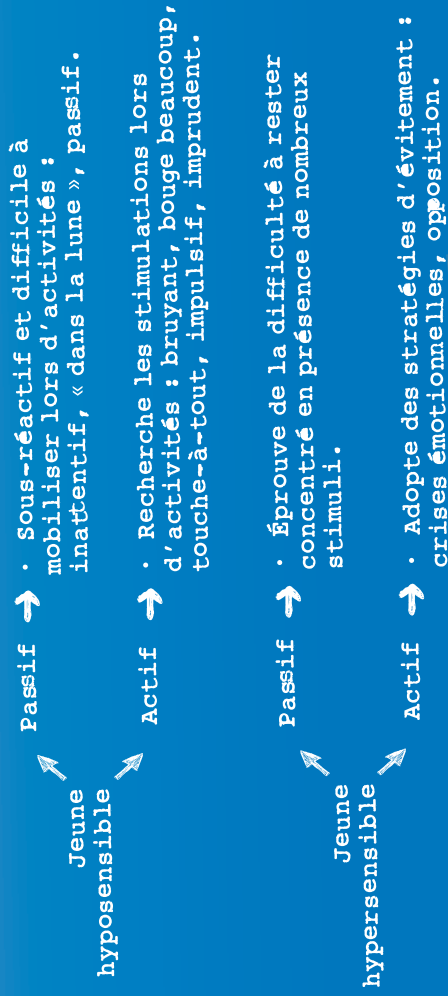 Jeune
hyposensible
Passif → · Sous-réactif et difficile à
mobiliser lors d'activités :
inattentif, « dans la lune », passif.
Actif → · Recherche les stimulations lors
d'activités : bruyant, bouge beaucoup,
touche-à-tout, impulsif, imprudent.
Jeune
hypersensible
Passif → · Éprouve de la difficulté à rester
concentré en présence de nombreux
stimuli.
Actif → · Adopte des stratégies d'évitement :
crises émotionnelles, opposition.